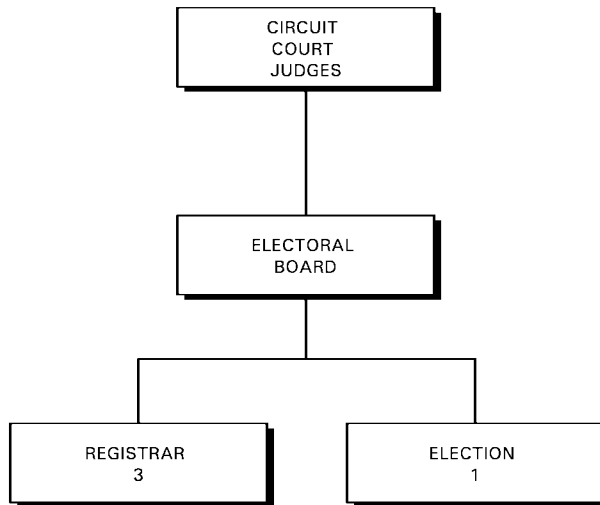 CIRCUIT
COURT
JUDGES
ELECTORAL
BOARD
REGISTRAR
3
ELECTION
1